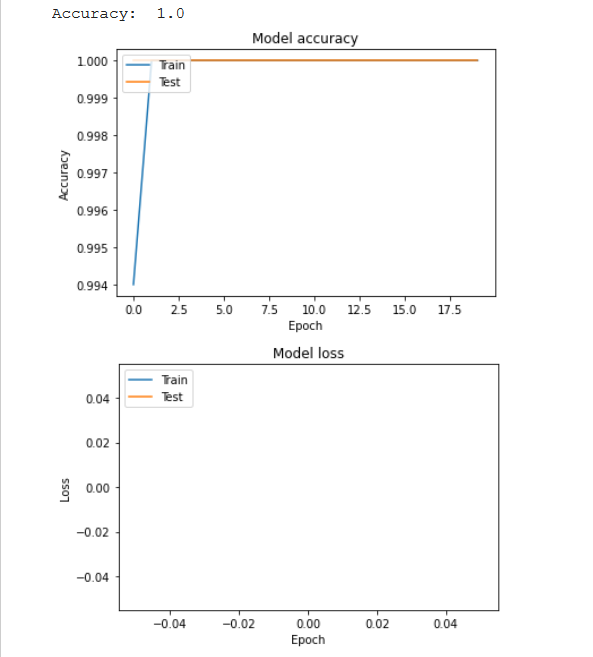 Accuracy:  1.0
Model accuracy
1.000
0.999
0.998
0.997
0.996
0.995
0.994
Accuracy
Train
Test
0.0 2.5 5.0 7.5 10.0 12.5 15.0 17.5
Epoch
Model loss
0.04
0.02
0.00
−0.02
−0.04
Loss
Train
Test
−0.04 −0.02 0.00 0.02 0.04
Epoch